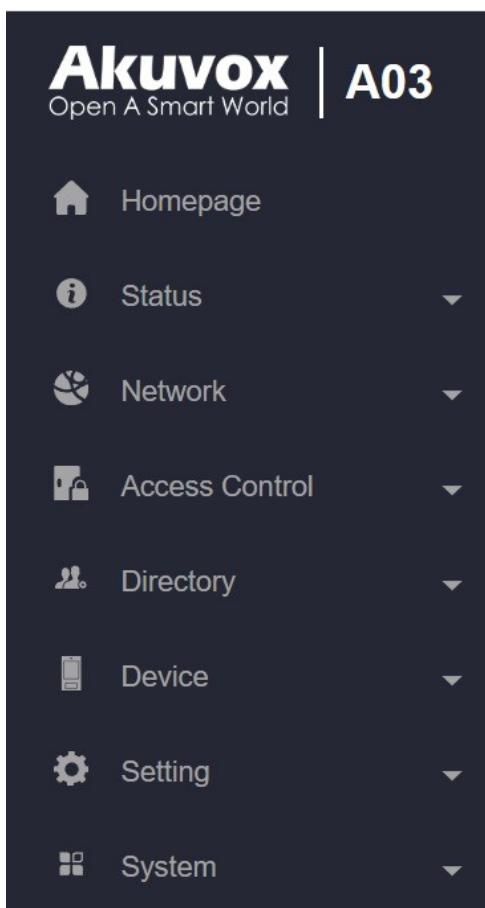 Akuvox
Open A Smart World
A03
Homepage
Status
Network
Access Control
Directory
Device
Setting
System